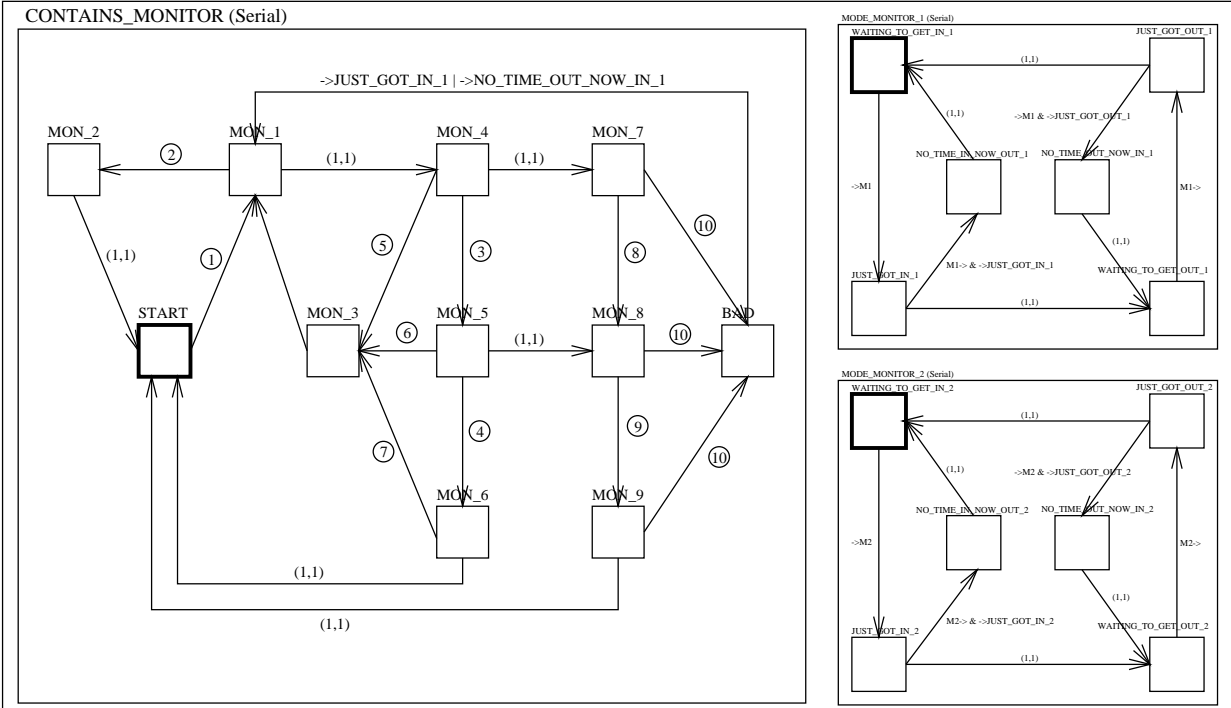 CONTAINS_MONITOR (Serial)
->JUST_GOT_IN_1 | ->NO_TIME_OUT_NOW_IN_1
MON_2
MON_1
MON_4
MON_7
2
(1,1)
(1,1)
10
5
(1,1)
1
3
8
START
MON_3
MON_5
MON_8
BAD
6
(1,1)
10
4
9
7
10
MON_6
MON_9
(1,1)
(1,1)
MODE_MONITOR_1 (Serial)
WAITING_TO_GET_IN_1
JUST_GOT_OUT_1
(1,1)
(1,1)
->M1 & ->JUST_GOT_OUT_1
NO_TIME_IN_NOW_OUT_1
NO_TIME_OUT_NOW_IN_1
->M1
M1->
(1,1)
M1-> & ->JUST_GOT_IN_1
JUST_GOT_IN_1
WAITING_TO_GET_OUT_1
(1,1)
MODE_MONITOR_2 (Serial)
WAITING_TO_GET_IN_2
JUST_GOT_OUT_2
(1,1)
(1,1)
->M2 & ->JUST_GOT_OUT_2
NO_TIME_IN_NOW_OUT_2
NO_TIME_OUT_NOW_IN_2
->M2
M2->
(1,1)
M2-> & ->JUST_GOT_IN_2
JUST_GOT_IN_2
WAITING_TO_GET_OUT_2
(1,1)